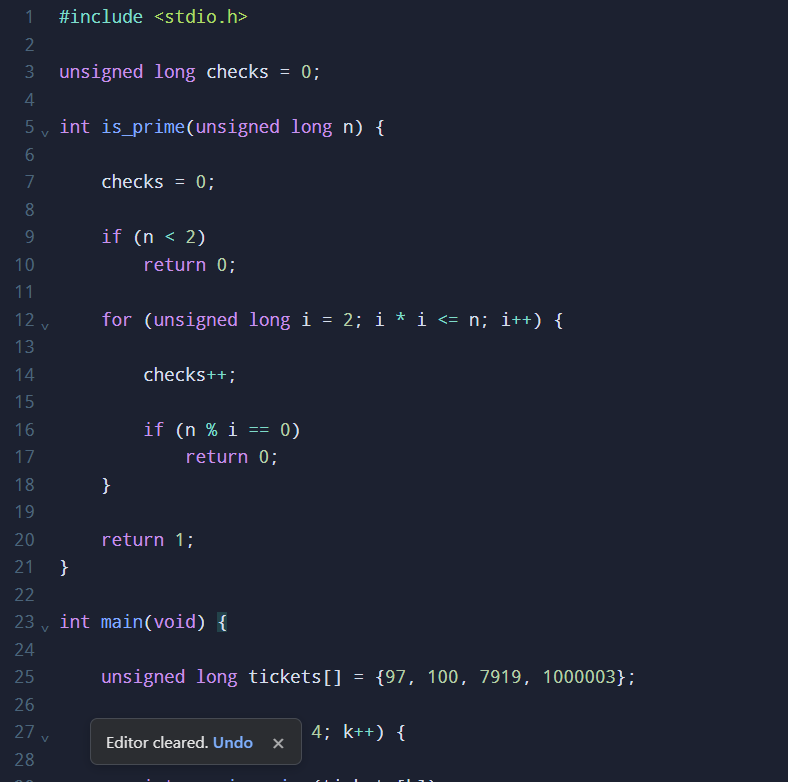 1 #include <stdio.h>
2
3 unsigned long checks = 0;
4
5 int is_prime(unsigned long n) {
6
7 checks = 0;
8
9 if (n < 2)
10 return 0;
11
12 for (unsigned long i = 2; i * i <= n; i++) {
13
14 checks++;
15
16 if (n % i == 0)
17 return 0;
18 }
19
20 return 1;
21 }
22
23 int main(void) {
24
25 unsigned long tickets[] = {97, 100, 7919, 1000003};
26
27 4; k++) {
Editor cleared. Undo ×
28